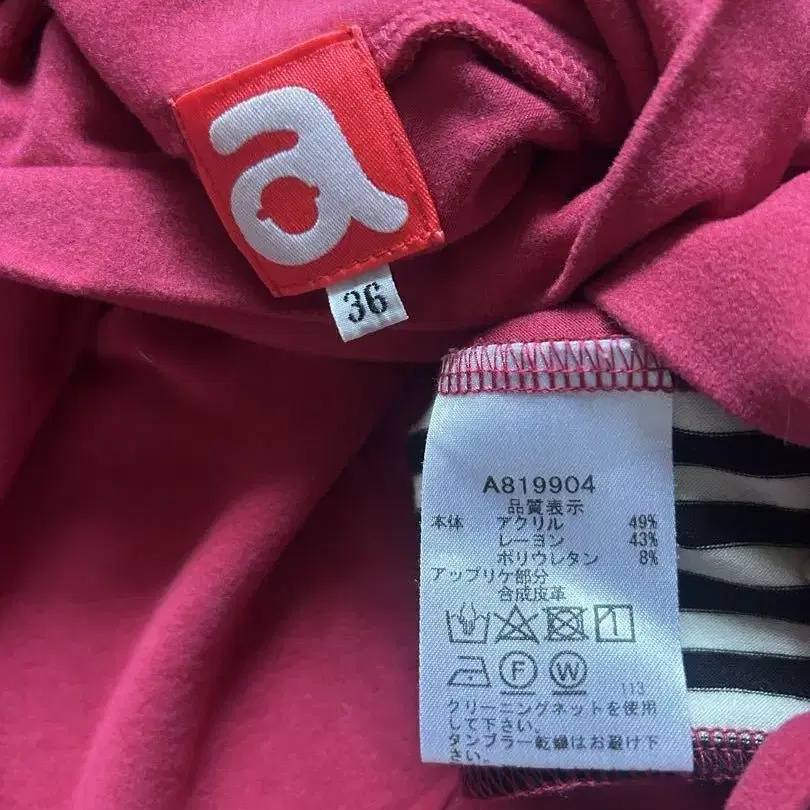 a
36
A819904
品質表示
本体 アクリル 49%
レーヨン 43%
ポリウレタン 8%
アップリケ部分
合成皮革
F W
113
クリーニングネットを使用
して下さい。
タンブラー乾燥はお避け下
さい。